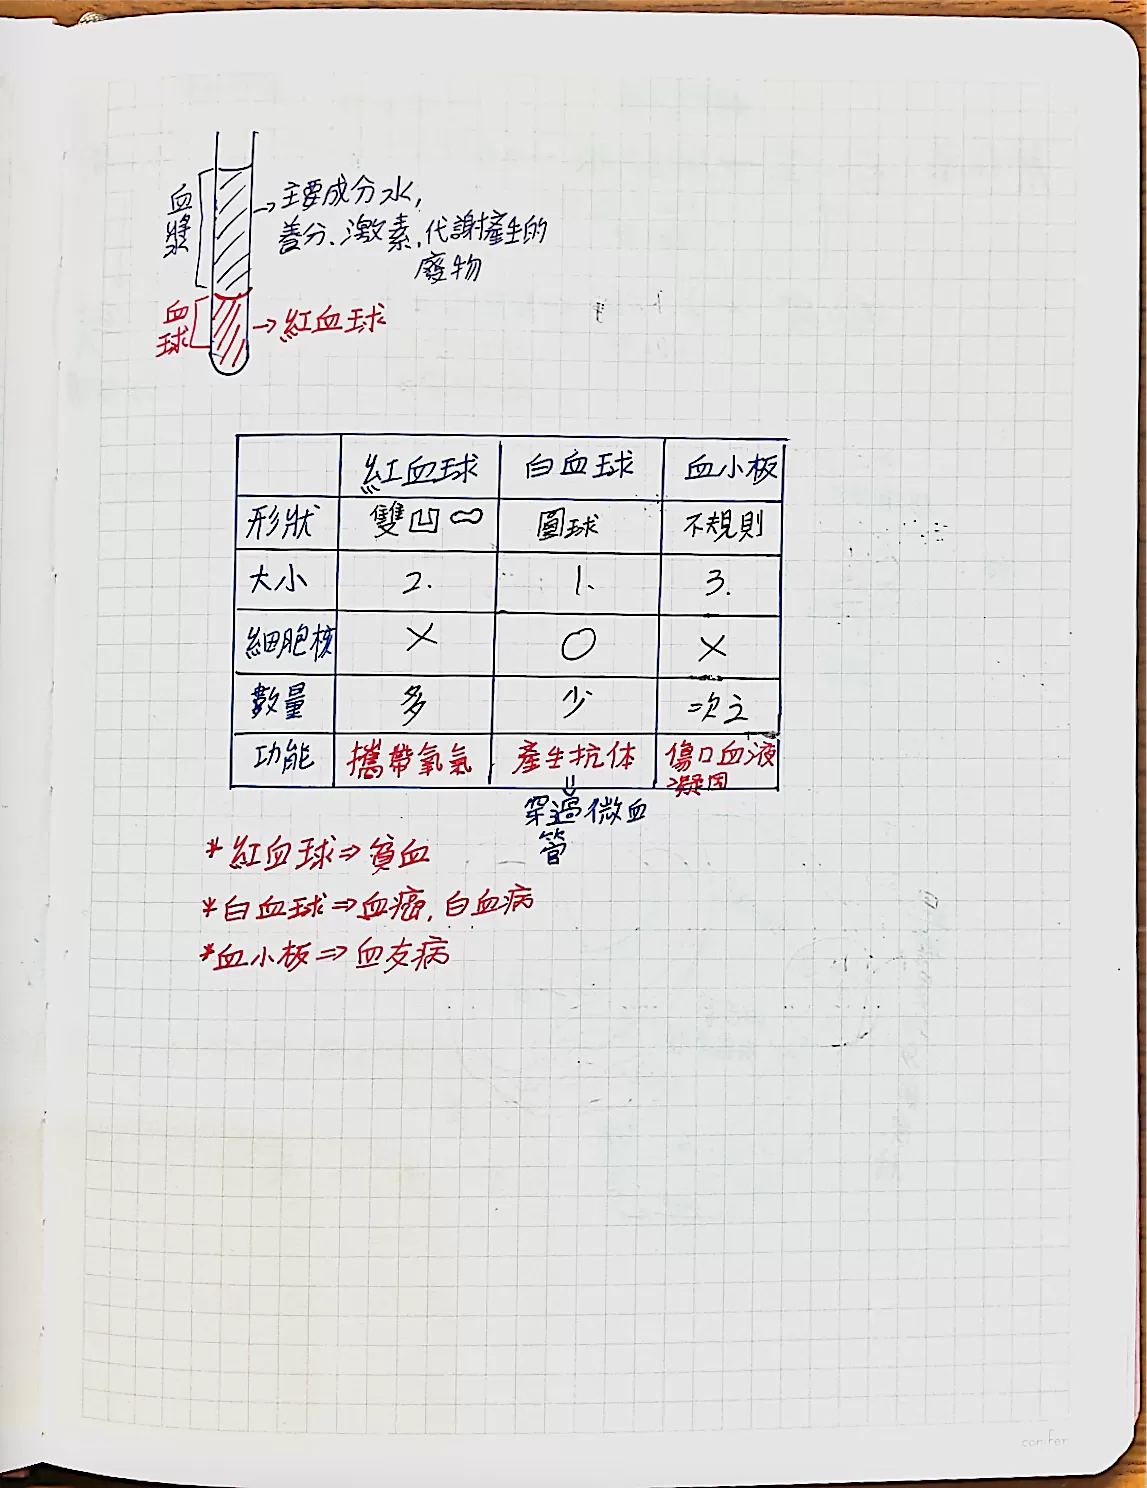 血漿
主要成分水,
養分、激素、代謝產生的
廢物
血球
紅血球
紅血球 白血球 血小板
形狀 雙凹 圓球 不規則
大小 2. 1. 3.
細胞核 X O X
數量 多 少 次之
功能 攜帶氧氣 產生抗体 傷口血液
凝固
穿過微血
管
*紅血球⇒貧血
*白血球⇒血癌, 白血病
*血小板⇒血友病
conifer